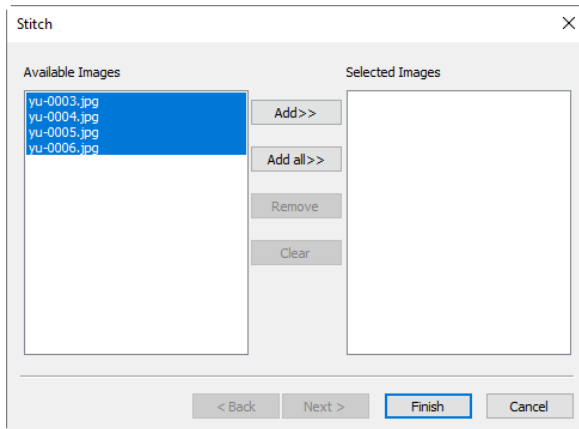 Stitch
Available Images
Selected Images
yu-0003.jpg
yu-0004.jpg
yu-0005.jpg
yu-0006.jpg
Add>>
Add all>>
Remove
Clear
< Back
Next >
Finish
Cancel